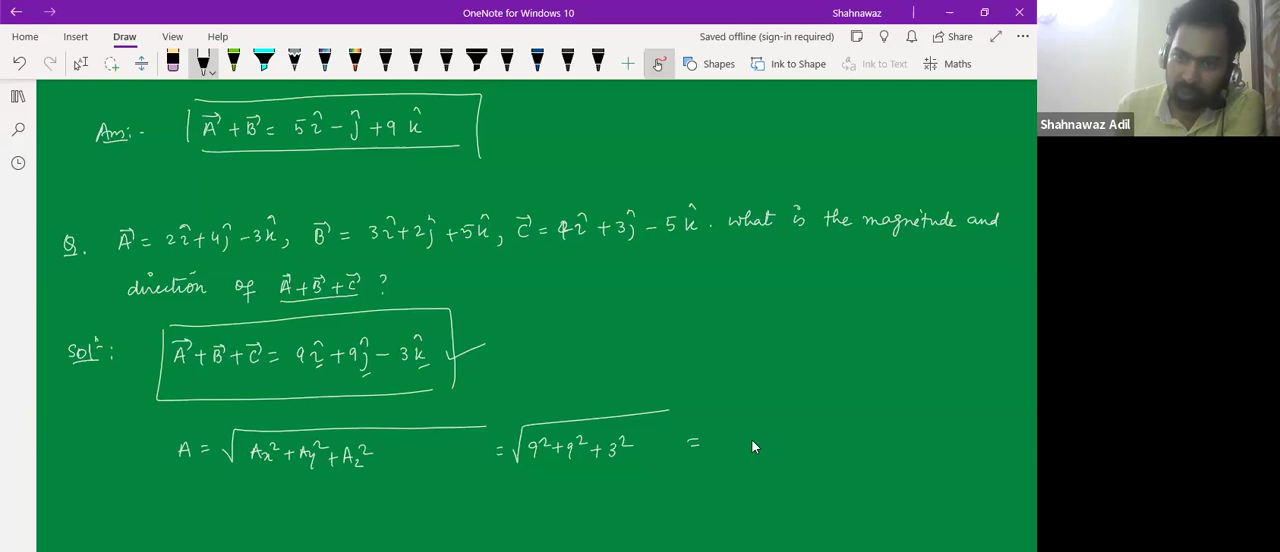 OneNote for Windows 10
Shahnawaz
Home Insert Draw View Help
Saved offline (sign-in required) Share
Shapes Ink to Shape Ink to Text Maths
Shahnawaz Adil
Ans:- A⃗ + B⃗ = 5î - ĵ + 9 k̂
Q. A⃗ = 2î + 4ĵ - 3k̂, B⃗ = 3î + 2ĵ + 5k̂, C⃗ = 4î + 3ĵ - 5 k̂. what is the magnitude and
direction of A⃗ + B⃗ + C⃗ ?
Solⁿ: A⃗ + B⃗ + C⃗ = 9î + 9ĵ - 3k̂ ✓
A = √(Ax² + Ay² + Az²) = √(9² + 9² + 3²) =